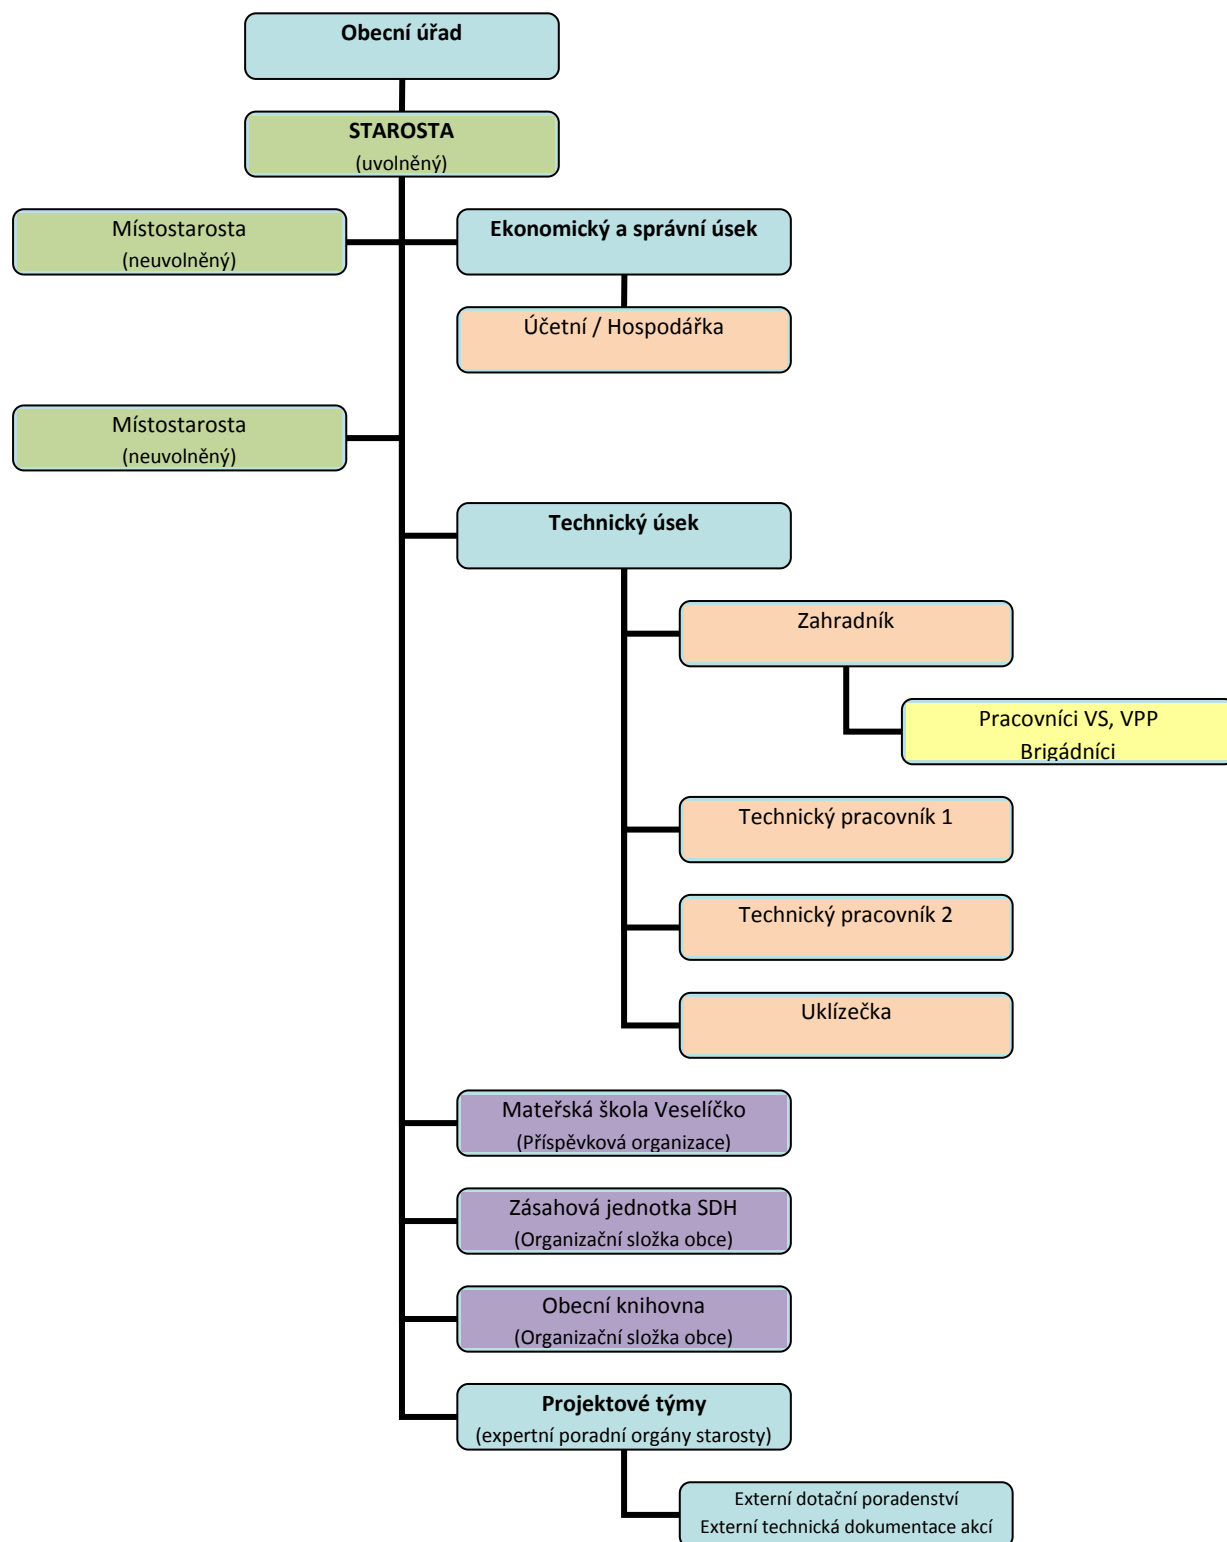 Obecní úřad
STAROSTA
(uvolněný)
Místostarosta
(neuvolněný)
Ekonomický a správní úsek
Účetní / Hospodářka
Místostarosta
(neuvolněný)
Technický úsek
Zahradník
Pracovníci VS, VPP
Brigádníci
Technický pracovník 1
Technický pracovník 2
Uklízečka
Mateřská škola Veselíčko
(Příspěvková organizace)
Zásahová jednotka SDH
(Organizační složka obce)
Obecní knihovna
(Organizační složka obce)
Projektové týmy
(expertní poradní orgány starosty)
Externí dotační poradenství
Externí technická dokumentace akcí